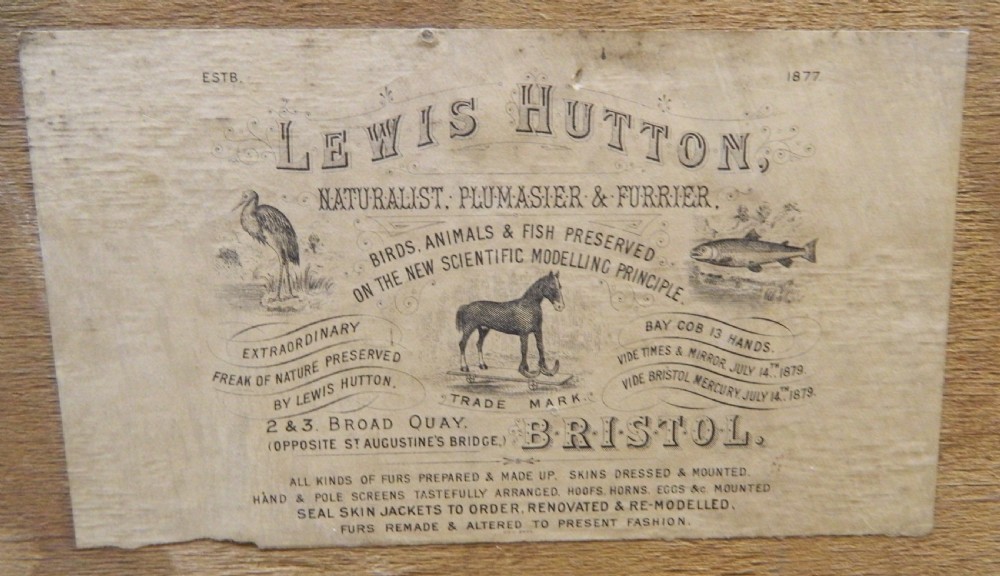 ESTB. 1877
LEWIS HUTTON,
NATURALIST, PLUMASIER & FURRIER.
BIRDS, ANIMALS & FISH PRESERVED
ON THE NEW SCIENTIFIC MODELLING PRINCIPLE.
EXTRAORDINARY
FREAK OF NATURE PRESERVED
BY LEWIS HUTTON.
BAY COB 13 HANDS.
VIDE TIMES & MIRROR, JULY 14TH, 1879.
VIDE BRISTOL MERCURY, JULY 14TH, 1879.
TRADE MARK.
2 & 3, BROAD QUAY,
(OPPOSITE ST AUGUSTINE'S BRIDGE,)
BRISTOL.
ALL KINDS OF FURS PREPARED & MADE UP. SKINS DRESSED & MOUNTED.
HAND & POLE SCREENS TASTEFULLY ARRANGED. HOOFS, HORNS, EGGS &c. MOUNTED
SEAL SKIN JACKETS TO ORDER, RENOVATED & RE-MODELLED.
FURS REMADE & ALTERED TO PRESENT FASHION.